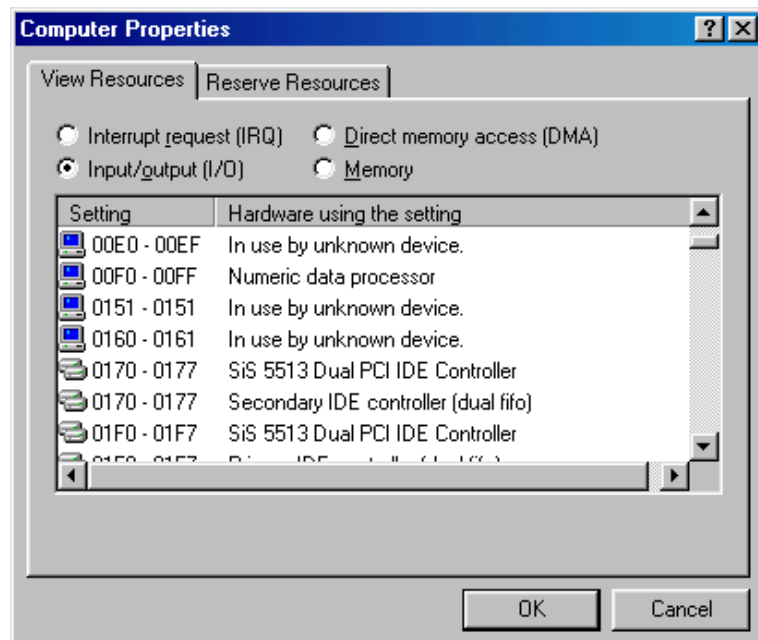 Computer Properties
View Resources Reserve Resources
Interrupt request (IRQ) Direct memory access (DMA)
Input/output (I/O) Memory
Setting Hardware using the setting
00E0 - 00EF In use by unknown device.
00F0 - 00FF Numeric data processor
0151 - 0151 In use by unknown device.
0160 - 0161 In use by unknown device.
0170 - 0177 SiS 5513 Dual PCI IDE Controller
0170 - 0177 Secondary IDE controller (dual fifo)
01F0 - 01F7 SiS 5513 Dual PCI IDE Controller
OK Cancel